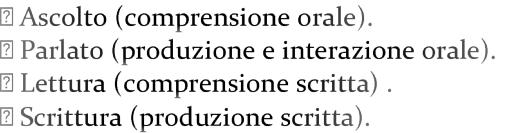 ⍰ Ascolto (comprensione orale).
⍰ Parlato (produzione e interazione orale).
⍰ Lettura (comprensione scritta) .
⍰ Scrittura (produzione scritta).